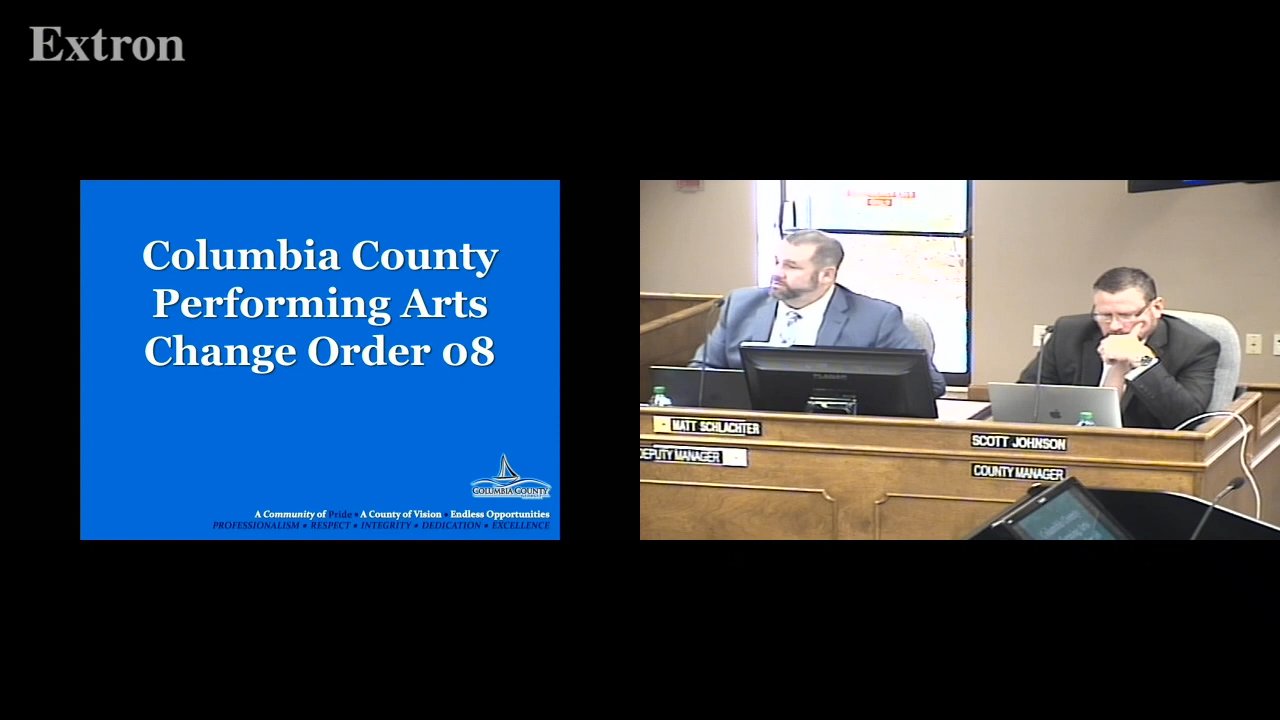 Extron
Columbia County
Performing Arts
Change Order 08
COLUMBIA COUNTY
A Community of Pride • A County of Vision • Endless Opportunities
PROFESSIONALISM • RESPECT • INTEGRITY • DEDICATION • EXCELLENCE
MATT SCHLACHTER
DEPUTY MANAGER
SCOTT JOHNSON
COUNTY MANAGER